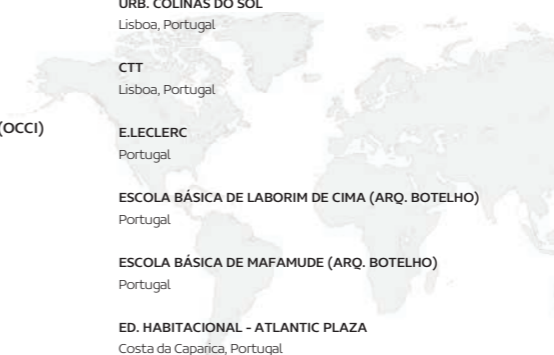 URB. COLINAS DO SOL
Lisboa, Portugal
CTT
Lisboa, Portugal
(OCCI)
E.LECLERC
Portugal
ESCOLA BÁSICA DE LABORIM DE CIMA (ARQ. BOTELHO)
Portugal
ESCOLA BÁSICA DE MAFAMUDE (ARQ. BOTELHO)
Portugal
ED. HABITACIONAL - ATLANTIC PLAZA
Costa da Caparica, Portugal